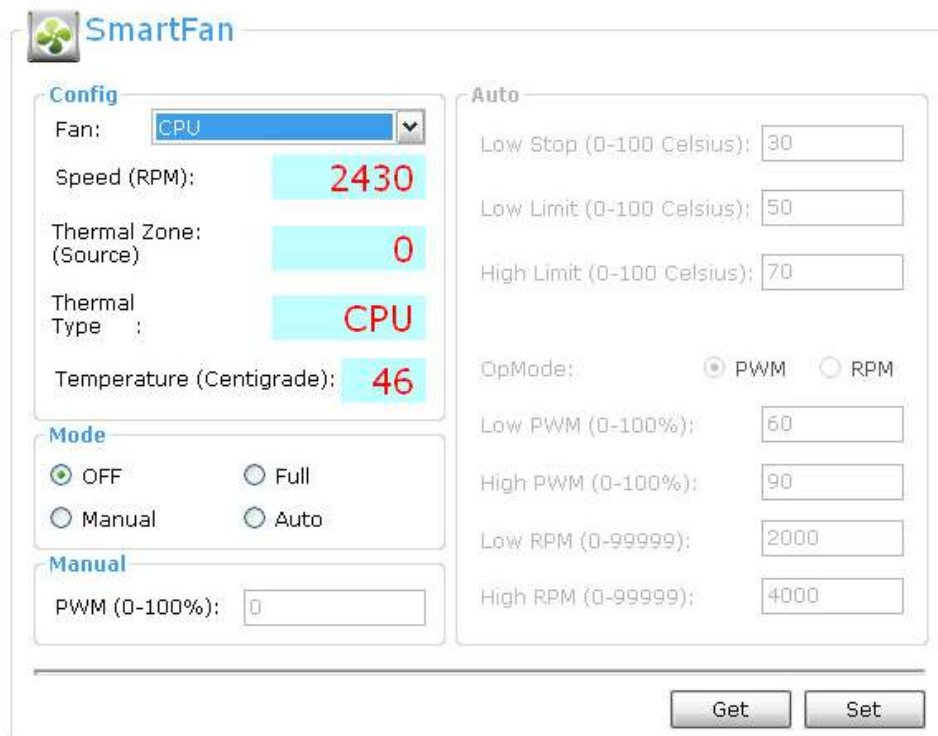 SmartFan
Config
Fan: CPU
Speed (RPM): 2430
Thermal Zone: 0
(Source)
Thermal
Type : CPU
Temperature (Centigrade): 46
Mode
OFF Full
Manual Auto
Manual
PWM (0-100%): 0
Auto
Low Stop (0-100 Celsius): 30
Low Limit (0-100 Celsius): 50
High Limit (0-100 Celsius): 70
OpMode: PWM RPM
Low PWM (0-100%): 60
High PWM (0-100%): 90
Low RPM (0-99999): 2000
High RPM (0-99999): 4000
Get Set